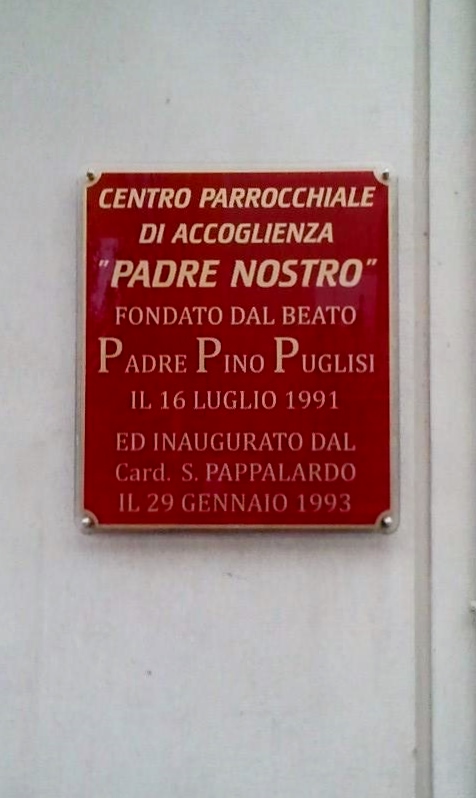 CENTRO PARROCCHIALE
DI ACCOGLIENZA
"PADRE NOSTRO"
FONDATO DAL BEATO
PADRE PINO PUGLISI
IL 16 LUGLIO 1991
ED INAUGURATO DAL
Card. S. PAPPALARDO
IL 29 GENNAIO 1993